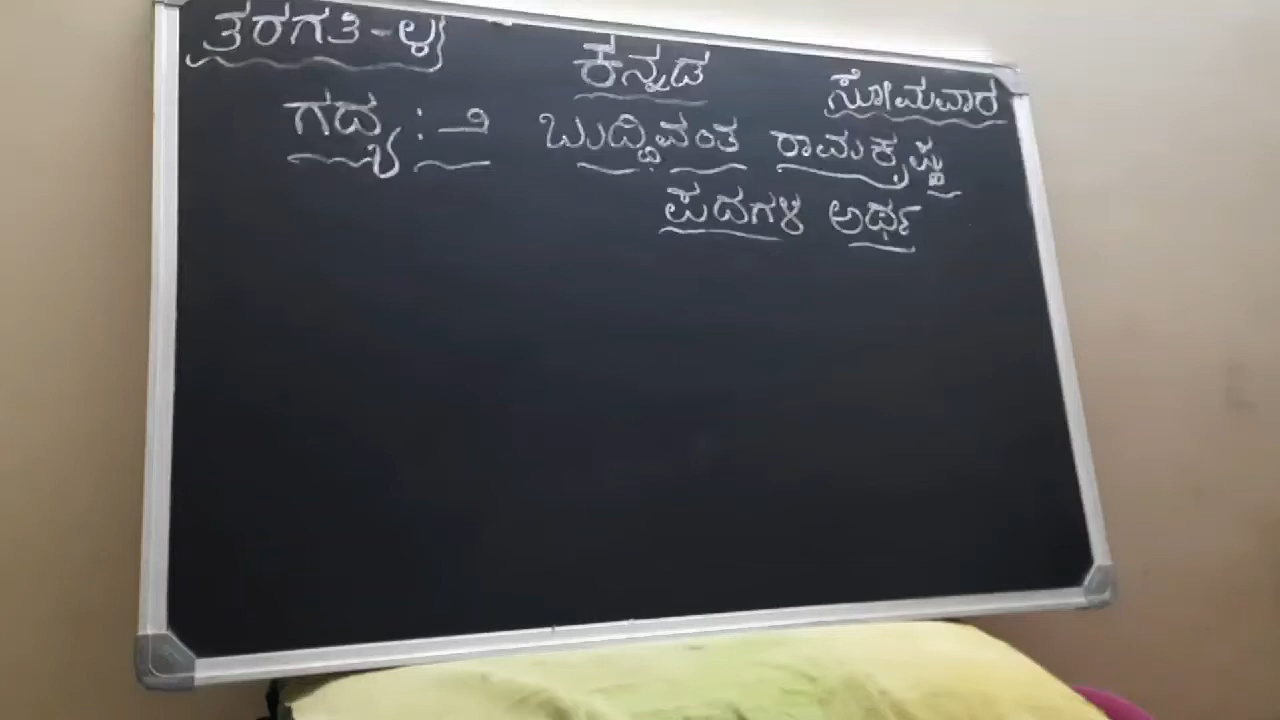 ತರಗತಿ-೪
ಕನ್ನಡ
ಸೋಮವಾರ
ಗದ್ಯ : ೨ ಬುದ್ಧಿವಂತ ರಾಮಕೃಷ್ಣ
ಪದಗಳ ಅರ್ಥ